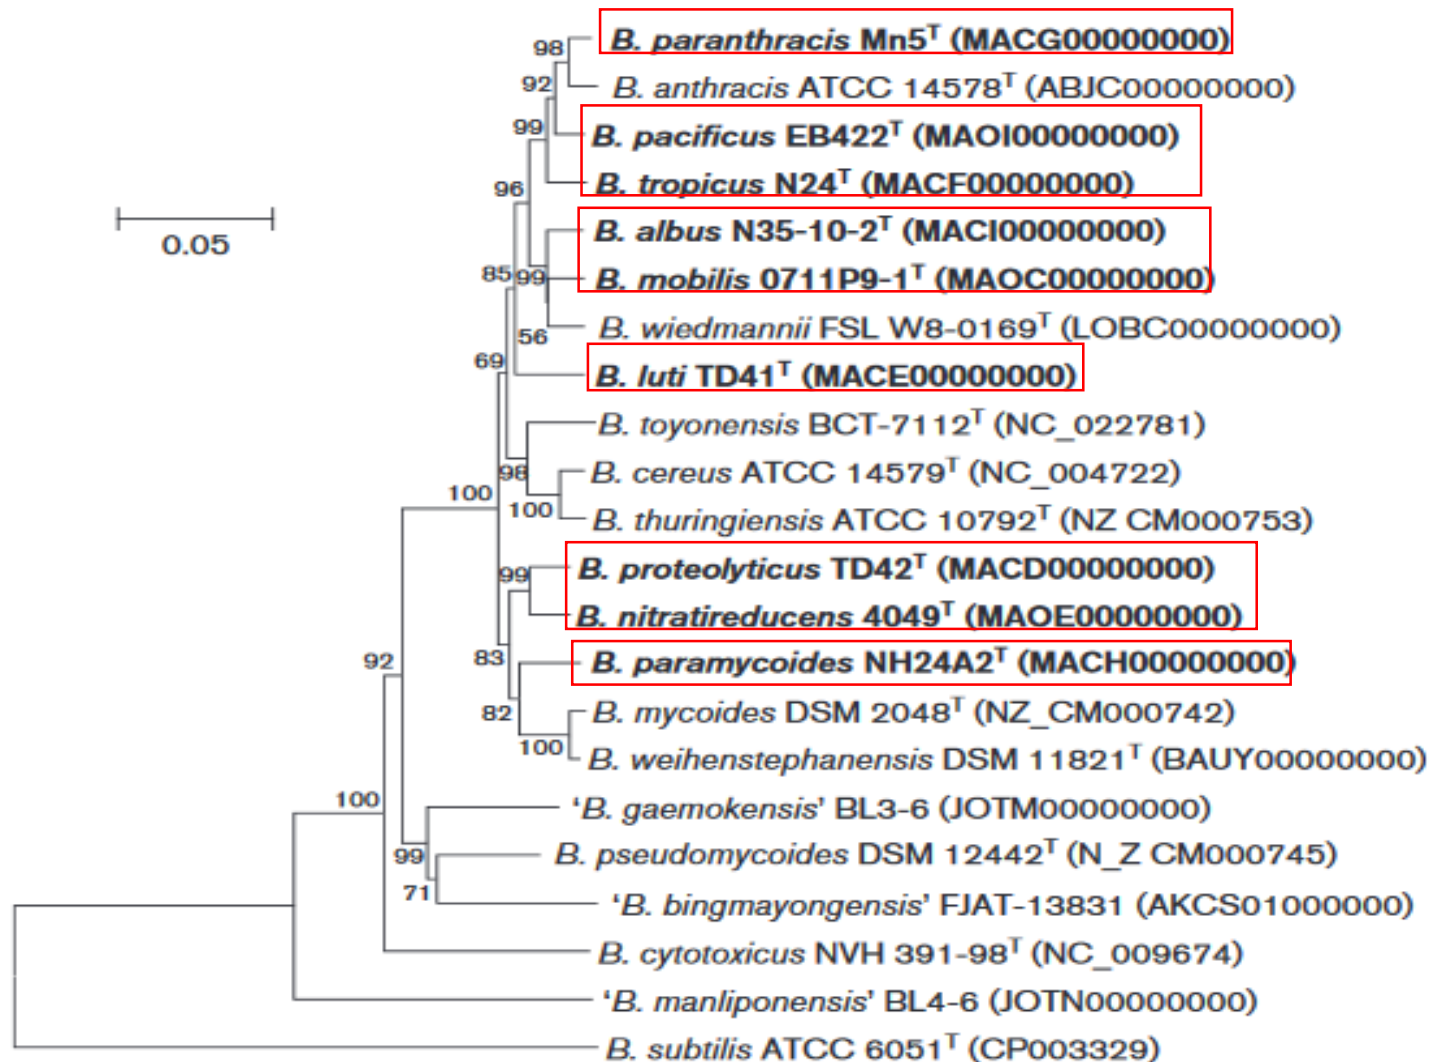 B. paranthracis Mn5T (MACG00000000)
98
B. anthracis ATCC 14578T (ABJC00000000)
92
99
B. pacificus EB422T (MAOI00000000)
B. tropicus N24T (MACF00000000)
96
B. albus N35-10-2T (MACI00000000)
0.05
85
99
B. mobilis 0711P9-1T (MAOC00000000)
B. wiedmannii FSL W8-0169T (LOBC00000000)
56
69
B. luti TD41T (MACE00000000)
B. toyonensis BCT-7112T (NC_022781)
98
B. cereus ATCC 14579T (NC_004722)
100
100
B. thuringiensis ATCC 10792T (NZ CM000753)
99
B. proteolyticus TD42T (MACD00000000)
B. nitratireducens 4049T (MAOE00000000)
92
83
B. paramycoides NH24A2T (MACH00000000)
82
B. mycoides DSM 2048T (NZ_CM000742)
100
B. weihenstephanensis DSM 11821T (BAUY00000000)
100
‘B. gaemokensis’ BL3-6 (JOTM00000000)
99
B. pseudomycoides DSM 12442T (N_Z CM000745)
71
‘B. bingmayongensis’ FJAT-13831 (AKCS01000000)
B. cytotoxicus NVH 391-98T (NC_009674)
‘B. manliponensis’ BL4-6 (JOTN00000000)
B. subtilis ATCC 6051T (CP003329)